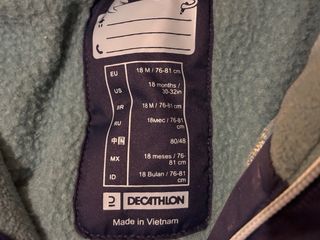 EU 18 M / 76-81 cm
US 18 months / 30-32in
BR 18 M / 76-81 cm
RU 18мес / 76-81 cm
中国 80/48
MX 18 meses / 76-81 cm
ID 18 Bulan / 76-81 cm
DECATHLON
Made in Vietnam